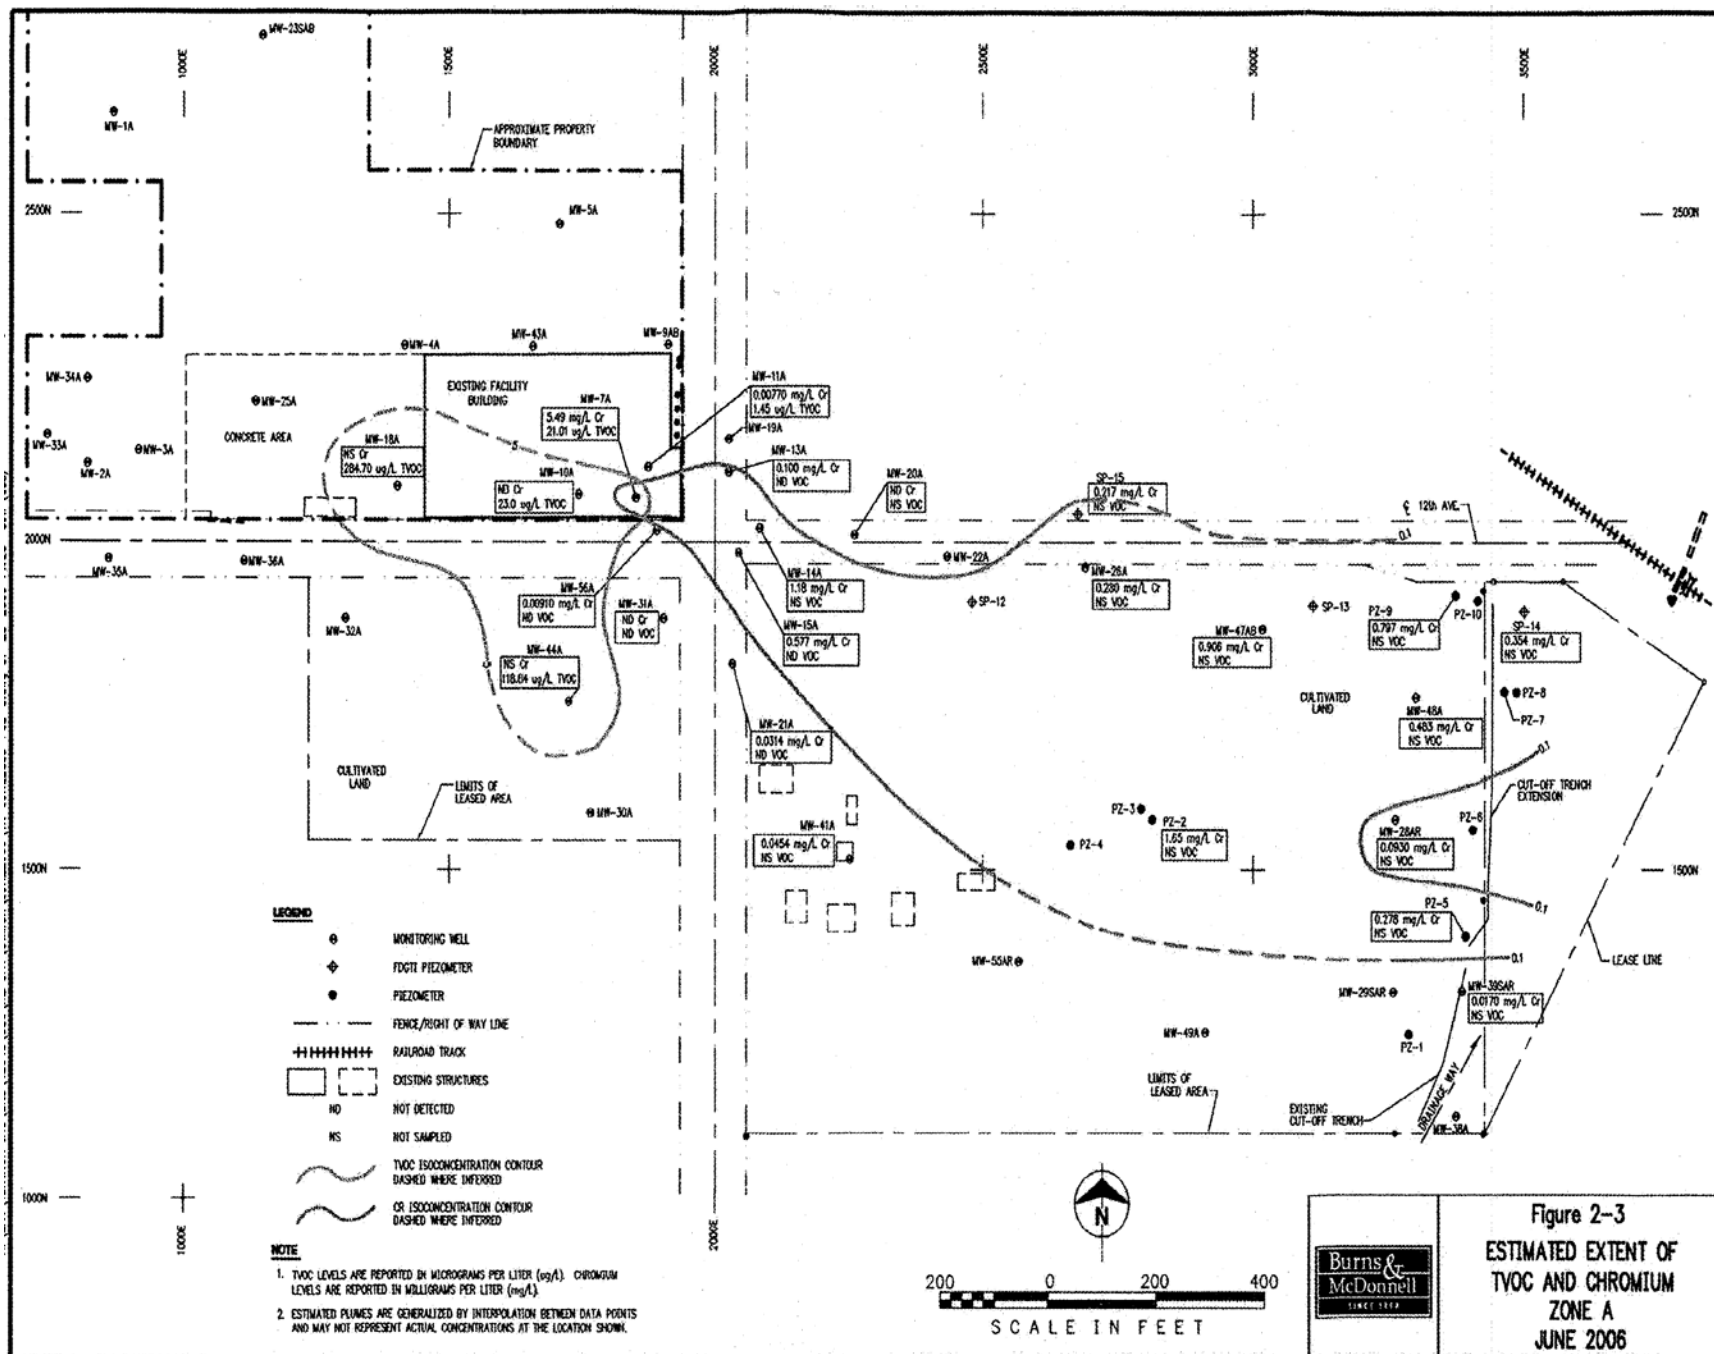 MW-23SAB
1000E
1500E
2000E
2500E
3000E
3500E
MW-1A
APPROXIMATE PROPERTY
BOUNDARY
2500N
MW-5A
2500N
MW-4A
MW-43A
MW-9AB
MW-34A
MW-25A
EXISTING FACILITY
BUILDING
MW-7A
5.49 mg/L Cr
21.01 ug/L TVOC
MW-11A
0.00770 mg/L Cr
1.45 ug/L TVOC
MW-19A
MW-33A
MW-3A
MW-2A
CONCRETE AREA
MW-18A
NS Cr
284.70 ug/L TVOC
5
MW-10A
ND Cr
23.0 ug/L TVOC
MW-13A
0.100 mg/L Cr
ND VOC
MW-20A
ND Cr
NS VOC
SP-15
0.217 mg/L Cr
NS VOC
℄ 12th AVE.
0.1
2000N
MW-35A
MW-36A
MW-22A
MW-56A
0.00910 mg/L Cr
ND VOC
MW-14A
1.18 mg/L Cr
NS VOC
MW-26A
0.280 mg/L Cr
NS VOC
SP-12
SP-13
MW-32A
MW-31A
ND Cr
ND VOC
MW-15A
0.577 mg/L Cr
ND VOC
MW-47AB
0.906 mg/L Cr
NS VOC
PZ-9
0.797 mg/L Cr
NS VOC
PZ-10
SP-14
0.354 mg/L Cr
NS VOC
MW-44A
NS Cr
118.84 ug/L TVOC
MW-21A
0.0314 mg/L Cr
ND VOC
CULTIVATED
LAND
PZ-8
PZ-7
MW-48A
0.483 mg/L Cr
NS VOC
0.1
CULTIVATED
LAND
LIMITS OF
LEASED AREA
CUT-OFF TRENCH
EXTENSION
MW-30A
MW-41A
0.0454 mg/L Cr
NS VOC
PZ-3
PZ-2
1.65 mg/L Cr
NS VOC
PZ-4
MW-28AR
0.0930 mg/L Cr
NS VOC
PZ-6
1500N
1500N
0.1
PZ-5
0.278 mg/L Cr
NS VOC
MW-55AR
0.1
LEASE LINE
MW-29SAR
MW-39SAR
0.0170 mg/L Cr
NS VOC
MW-49A
PZ-1
LIMITS OF
LEASED AREA
EXISTING
CUT-OFF TRENCH
DRAINAGE WAY
MW-38A
LEGEND
MONITORING WELL
FDGTI PIEZOMETER
PIEZOMETER
FENCE/RIGHT OF WAY LINE
RAILROAD TRACK
EXISTING STRUCTURES
ND NOT DETECTED
NS NOT SAMPLED
TVOC ISOCONCENTRATION CONTOUR
DASHED WHERE INFERRED
CR ISOCONCENTRATION CONTOUR
DASHED WHERE INFERRED
1000N
1000E
2000E
NOTE
1. TVOC LEVELS ARE REPORTED IN MICROGRAMS PER LITER (ug/L). CHROMIUM
LEVELS ARE REPORTED IN MILLIGRAMS PER LITER (mg/L).
2. ESTIMATED PLUMES ARE GENERALIZED BY INTERPOLATION BETWEEN DATA POINTS
AND MAY NOT REPRESENT ACTUAL CONCENTRATIONS AT THE LOCATION SHOWN.
N
200 0 200 400
SCALE IN FEET
Burns &
McDonnell
SINCE 1898
Figure 2-3
ESTIMATED EXTENT OF
TVOC AND CHROMIUM
ZONE A
JUNE 2006